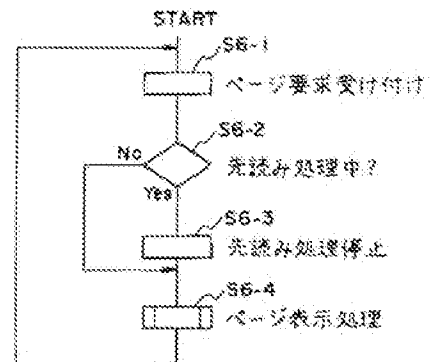 START
S6-1
ページ要求受け付け
S6-2
No
先読み処理中?
Yes
S6-3
先読み処理停止
S6-4
ページ表示処理